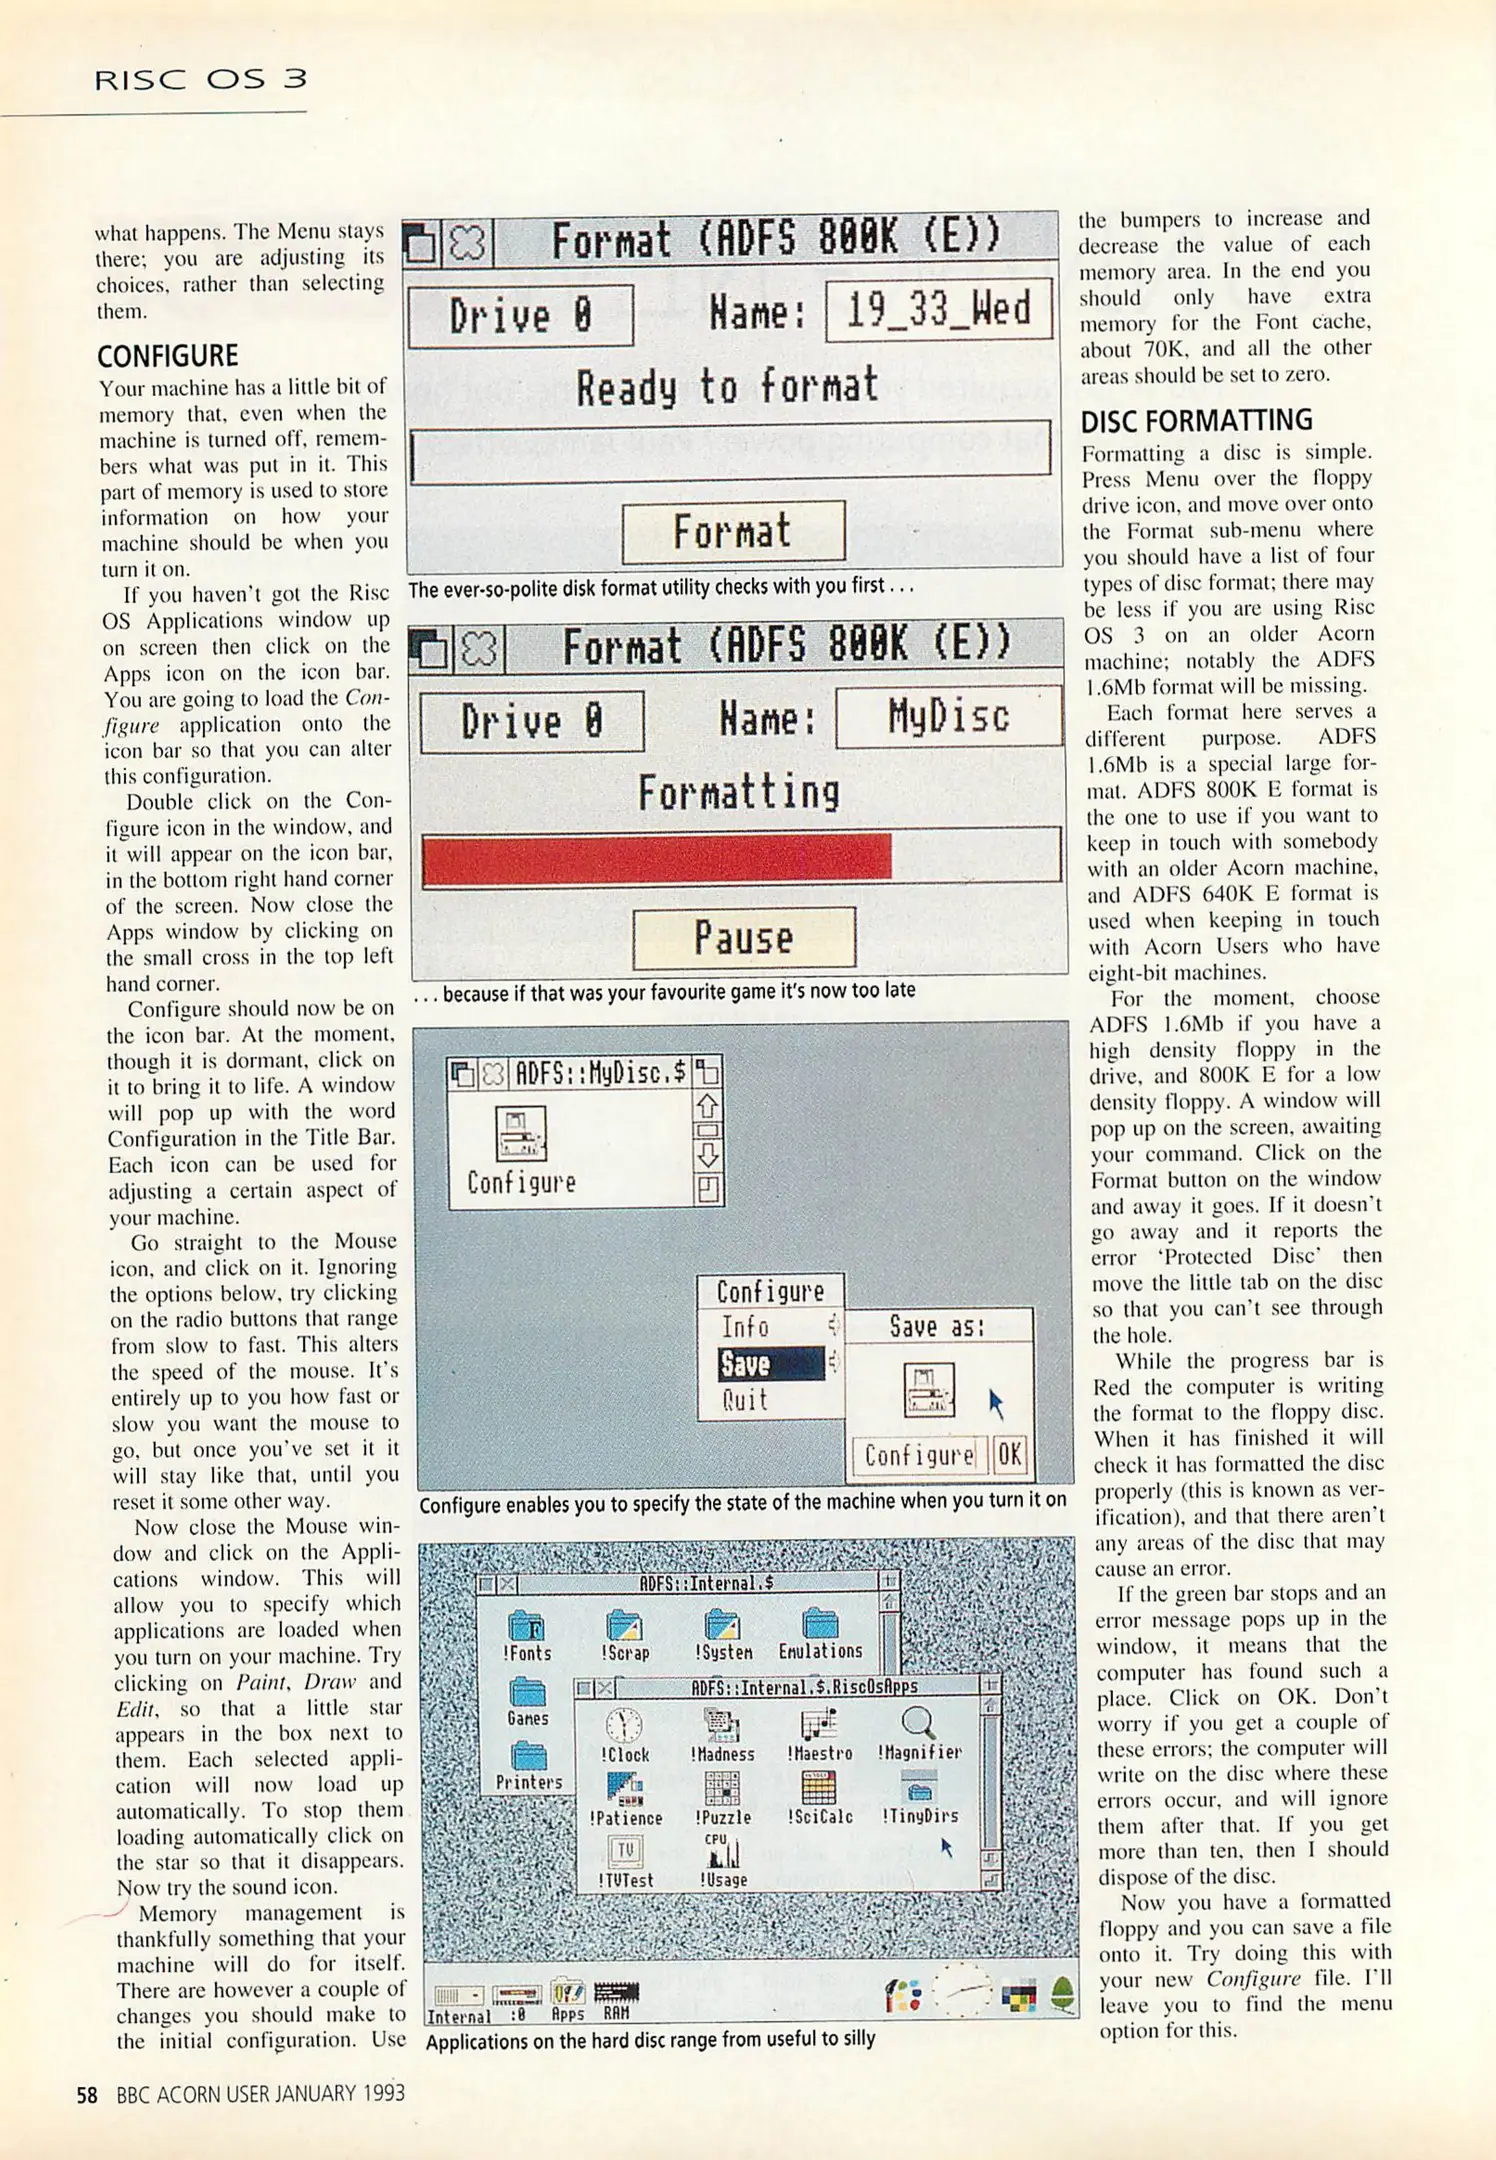 RISC OS 3
what happens. The Menu stays
there; you are adjusting its
choices, rather than selecting
them.
CONFIGURE
Your machine has a little bit of
memory that, even when the
machine is turned off, remem-
bers what was put in it. This
part of memory is used to store
information on how your
machine should be when you
turn it on.
If you haven't got the Risc
OS Applications window up
on screen then click on the
Apps icon on the icon bar.
You are going to load the Con-
figure application onto the
icon bar so that you can alter
this configuration.
Double click on the Con-
figure icon in the window, and
it will appear on the icon bar,
in the bottom right hand corner
of the screen. Now close the
Apps window by clicking on
the small cross in the top left
hand corner.
Configure should now be on
the icon bar. At the moment,
though it is dormant, click on
it to bring it to life. A window
will pop up with the word
Configuration in the Title Bar.
Each icon can be used for
adjusting a certain aspect of
your machine.
Go straight to the Mouse
icon, and click on it. Ignoring
the options below, try clicking
on the radio buttons that range
from slow to fast. This alters
the speed of the mouse. It's
entirely up to you how fast or
slow you want the mouse to
go, but once you've set it it
will stay like that, until you
reset it some other way.
Now close the Mouse win-
dow and click on the Appli-
cations window. This will
allow you to specify which
applications are loaded when
you turn on your machine. Try
clicking on Paint, Draw and
Edit, so that a little star
appears in the box next to
them. Each selected appli-
cation will now load up
automatically. To stop them
loading automatically click on
the star so that it disappears.
Now try the sound icon.
Memory management is
thankfully something that your
machine will do for itself.
There are however a couple of
changes you should make to
the initial configuration. Use
Format (ADFS 800K (E))
Drive 0 Name: 19_33_Wed
Ready to format
Format
The ever-so-polite disk format utility checks with you first . . .
Format (ADFS 800K (E))
Drive 0 Name: MyDisc
Formatting
Pause
. . . because if that was your favourite game it's now too late
ADFS::MyDisc.$
Configure
Configure
Info
Save
Quit
Save as:
Configure OK
Configure enables you to specify the state of the machine when you turn it on
ADFS::Internal.$
!Fonts !Scrap !System Emulations
Games
Printers
ADFS::Internal.$.RiscOsApps
!Clock !Madness !Maestro !Magnifier
!Patience !Puzzle !SciCalc !TinyDirs
TV CPU
!TVTest !Usage
Internal :0 Apps RAM
Applications on the hard disc range from useful to silly
the bumpers to increase and
decrease the value of each
memory area. In the end you
should only have extra
memory for the Font cache,
about 70K, and all the other
areas should be set to zero.
DISC FORMATTING
Formatting a disc is simple.
Press Menu over the floppy
drive icon, and move over onto
the Format sub-menu where
you should have a list of four
types of disc format; there may
be less if you are using Risc
OS 3 on an older Acorn
machine; notably the ADFS
1.6Mb format will be missing.
Each format here serves a
different purpose. ADFS
1.6Mb is a special large for-
mat. ADFS 800K E format is
the one to use if you want to
keep in touch with somebody
with an older Acorn machine,
and ADFS 640K E format is
used when keeping in touch
with Acorn Users who have
eight-bit machines.
For the moment, choose
ADFS 1.6Mb if you have a
high density floppy in the
drive, and 800K E for a low
density floppy. A window will
pop up on the screen, awaiting
your command. Click on the
Format button on the window
and away it goes. If it doesn't
go away and it reports the
error 'Protected Disc' then
move the little tab on the disc
so that you can't see through
the hole.
While the progress bar is
Red the computer is writing
the format to the floppy disc.
When it has finished it will
check it has formatted the disc
properly (this is known as ver-
ification), and that there aren't
any areas of the disc that may
cause an error.
If the green bar stops and an
error message pops up in the
window, it means that the
computer has found such a
place. Click on OK. Don't
worry if you get a couple of
these errors; the computer will
write on the disc where these
errors occur, and will ignore
them after that. If you get
more than ten, then I should
dispose of the disc.
Now you have a formatted
floppy and you can save a file
onto it. Try doing this with
your new Configure file. I'll
leave you to find the menu
option for this.
58 BBC ACORN USER JANUARY 1993